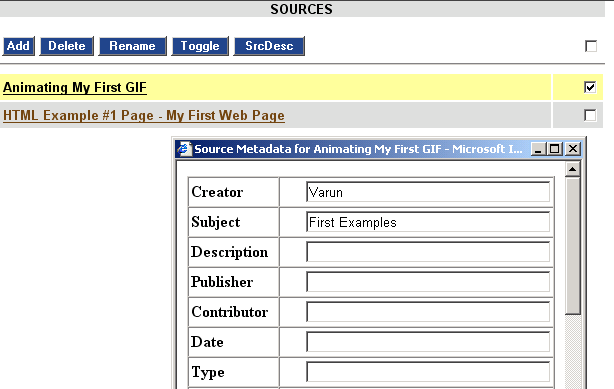 SOURCES
Add Delete Rename Toggle SrcDesc
Animating My First GIF
HTML Example #1 Page - My First Web Page
Source Metadata for Animating My First GIF - Microsoft I...
Creator Varun
Subject First Examples
Description
Publisher
Contributor
Date
Type